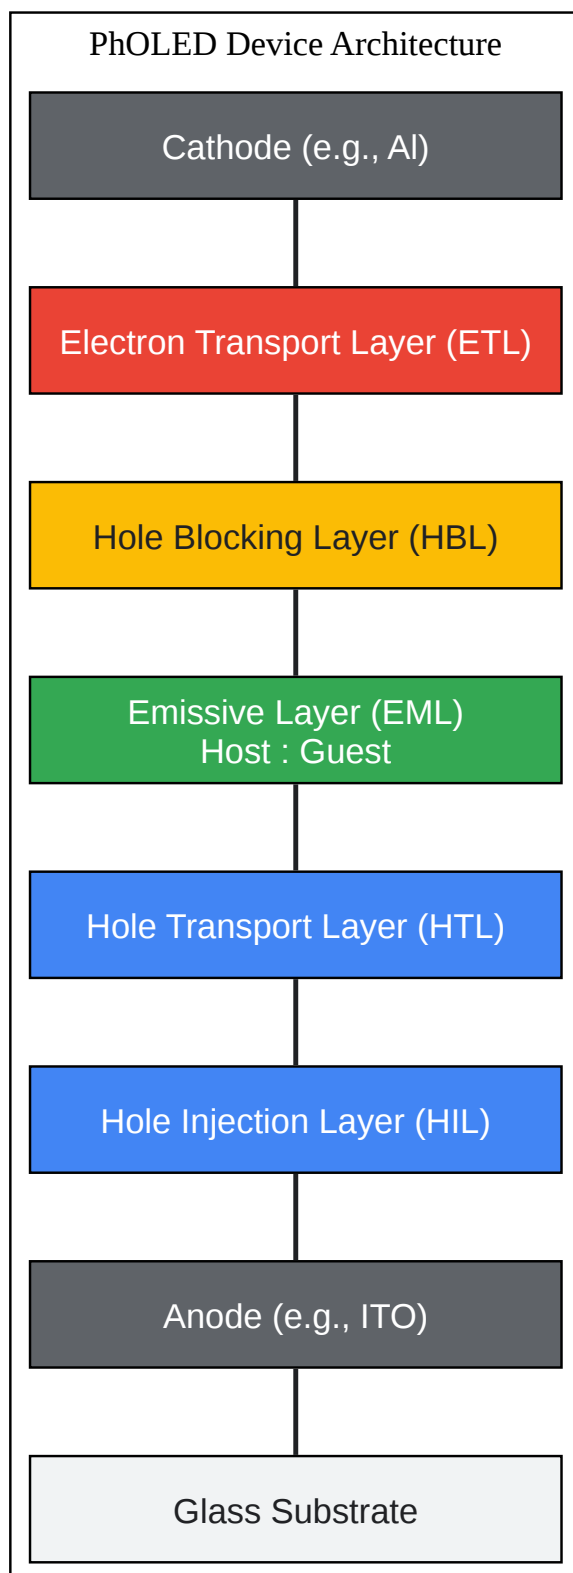 PhOLED Device Architecture
Cathode (e.g., Al)
Electron Transport Layer (ETL)
Hole Blocking Layer (HBL)
Emissive Layer (EML)
Host : Guest
Hole Transport Layer (HTL)
Hole Injection Layer (HIL)
Anode (e.g., ITO)
Glass Substrate